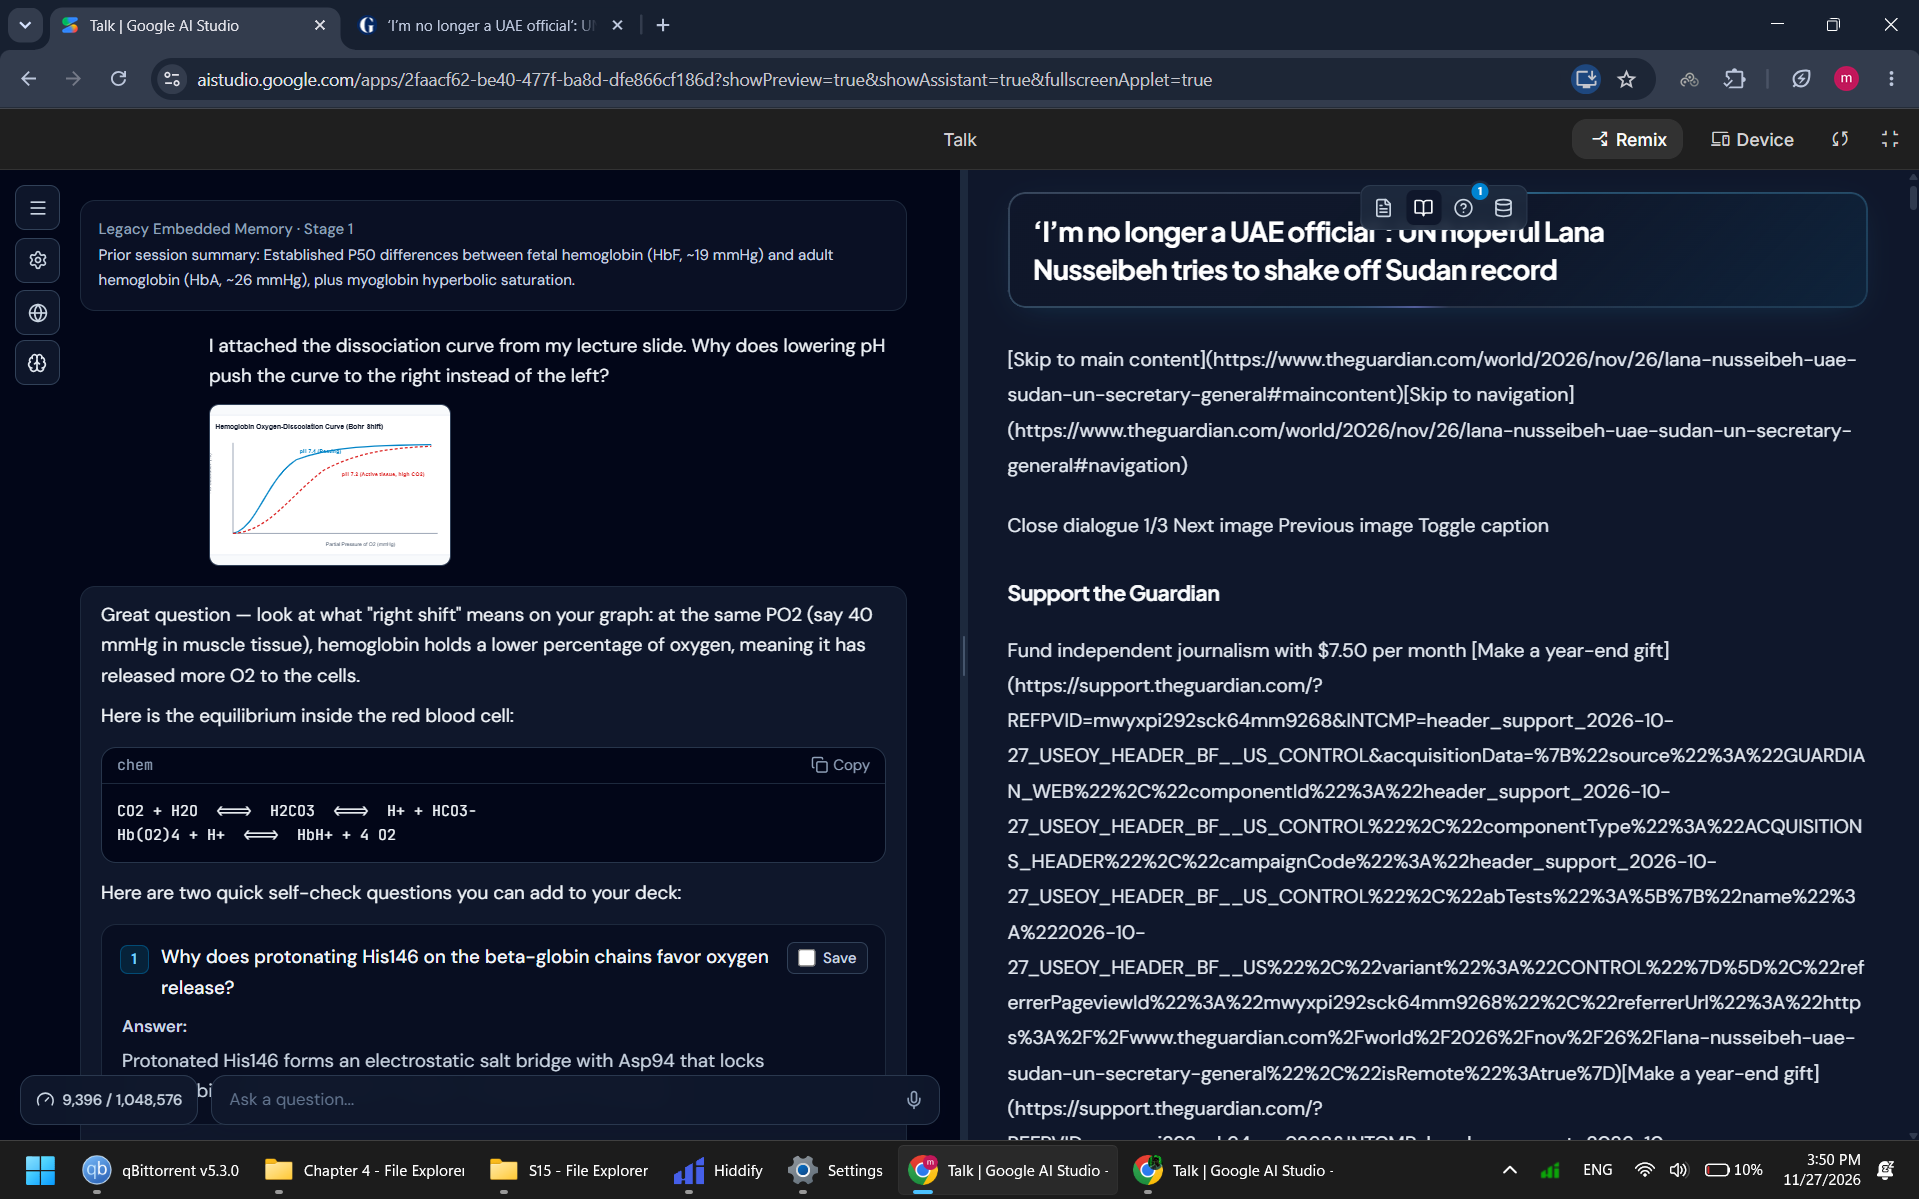 Talk | Google AI Studio
‘I’m no longer a UAE official’: UN
aistudio.google.com/apps/2faacf62-be40-477f-ba8d-dfe866cf186d?showPreview=true&showAssistant=true&fullscreenApplet=true
m
Talk
Remix
Device
Legacy Embedded Memory · Stage 1
Prior session summary: Established P50 differences between fetal hemoglobin (HbF, ~19 mmHg) and adult
hemoglobin (HbA, ~26 mmHg), plus myoglobin hyperbolic saturation.
I attached the dissociation curve from my lecture slide. Why does lowering pH
push the curve to the right instead of the left?
Hemoglobin Oxygen-Dissociation Curve (Bohr Shift)
pH 7.4 (Resting)
pH 7.2 (Active tissue, high CO2)
Partial Pressure of O2 (mmHg)
Great question — look at what "right shift" means on your graph: at the same PO2 (say 40
mmHg in muscle tissue), hemoglobin holds a lower percentage of oxygen, meaning it has
released more O2 to the cells.
Here is the equilibrium inside the red blood cell:
chem
Copy
CO2 + H2O ⟺ H2CO3 ⟺ H+ + HCO3-
Hb(O2)4 + H+ ⟺ HbH+ + 4 O2
Here are two quick self-check questions you can add to your deck:
1
Why does protonating His146 on the beta-globin chains favor oxygen
release?
Save
Answer:
Protonated His146 forms an electrostatic salt bridge with Asp94 that locks
bi
9,396 / 1,048,576
Ask a question...
1
‘I’m no longer a UAE official’: UN hopeful Lana
Nusseibeh tries to shake off Sudan record
[Skip to main content](https://www.theguardian.com/world/2026/nov/26/lana-nusseibeh-uae-
sudan-un-secretary-general#maincontent)[Skip to navigation]
(https://www.theguardian.com/world/2026/nov/26/lana-nusseibeh-uae-sudan-un-secretary-
general#navigation)
Close dialogue 1/3 Next image Previous image Toggle caption
Support the Guardian
Fund independent journalism with $7.50 per month [Make a year-end gift]
(https://support.theguardian.com/?
REFPVID=mwyxpi292sck64mm9268&INTCMP=header_support_2026-10-
27_USEOY_HEADER_BF__US_CONTROL&acquisitionData=%7B%22source%22%3A%22GUARDIA
N_WEB%22%2C%22componentId%22%3A%22header_support_2026-10-
27_USEOY_HEADER_BF__US_CONTROL%22%2C%22componentType%22%3A%22ACQUISITION
S_HEADER%22%2C%22campaignCode%22%3A%22header_support_2026-10-
27_USEOY_HEADER_BF__US_CONTROL%22%2C%22abTests%22%3A%5B%7B%22name%22%3
A%222026-10-
27_USEOY_HEADER_BF__US%22%2C%22variant%22%3A%22CONTROL%22%7D%5D%2C%22ref
errerPageviewId%22%3A%22mwyxpi292sck64mm9268%22%2C%22referrerUrl%22%3A%22http
s%3A%2F%2Fwww.theguardian.com%2Fworld%2F2026%2Fnov%2F26%2Flana-nusseibeh-uae-
sudan-un-secretary-general%22%2C%22isRemote%22%3Atrue%7D)[Make a year-end gift]
(https://support.theguardian.com/?
qBittorrent v5.3.0
Chapter 4 - File Explorer
S15 - File Explorer
Hiddify
Settings
Talk | Google AI Studio -
Talk | Google AI Studio -
ENG
10%
3:50 PM
11/27/2026